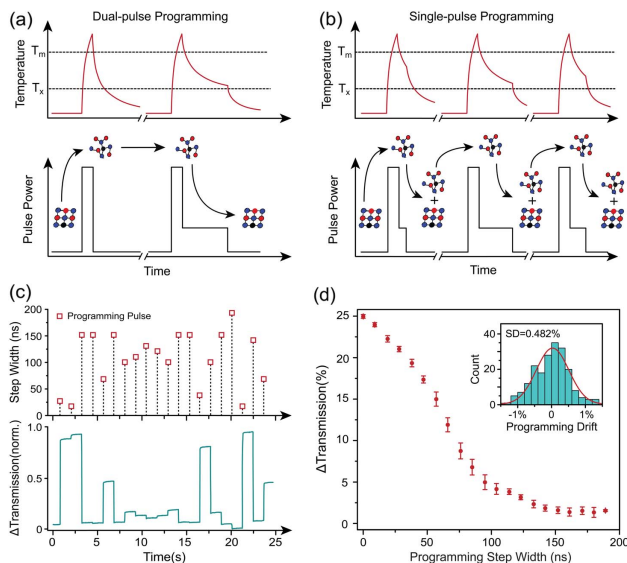 (a)
Dual-pulse Programming
Temperature
Tm
Tx
Pulse Power
Time
(b)
Single-pulse Programming
Temperature
Tm
Tx
Pulse Power
+
+
+
Time
(c)
Programming Pulse
Step Width (ns)
200
150
100
50
0
ΔTransmission(norm.)
1.0
0.5
0
0 5 10 15 20 25
Time(s)
(d)
ΔTransmission(%)
25
20
15
10
5
0
0 50 100 150 200
Programming Step Width (ns)
SD=0.482%
Count
40
20
0
-1% 0 1%
Programming Drift